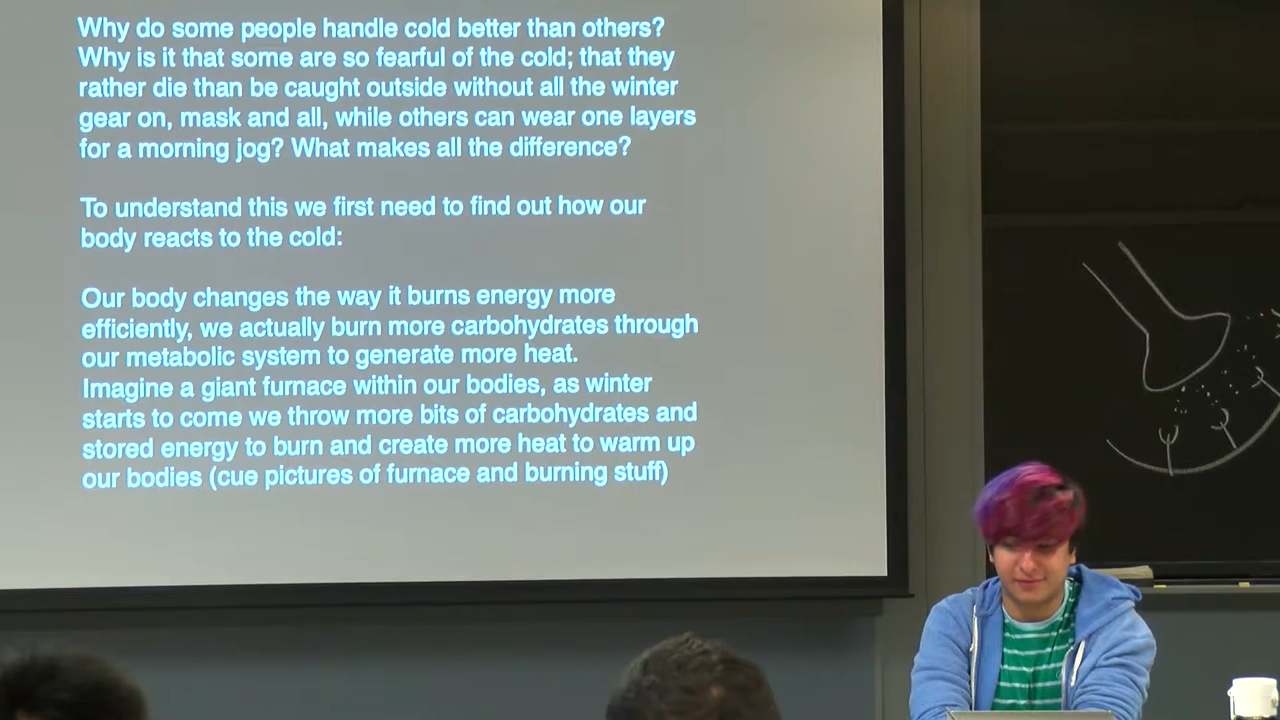 Why do some people handle cold better than others?
Why is it that some are so fearful of the cold; that they
rather die than be caught outside without all the winter
gear on, mask and all, while others can wear one layers
for a morning jog? What makes all the difference?
To understand this we first need to find out how our
body reacts to the cold:
Our body changes the way it burns energy more
efficiently, we actually burn more carbohydrates through
our metabolic system to generate more heat.
Imagine a giant furnace within our bodies, as winter
starts to come we throw more bits of carbohydrates and
stored energy to burn and create more heat to warm up
our bodies (cue pictures of furnace and burning stuff)